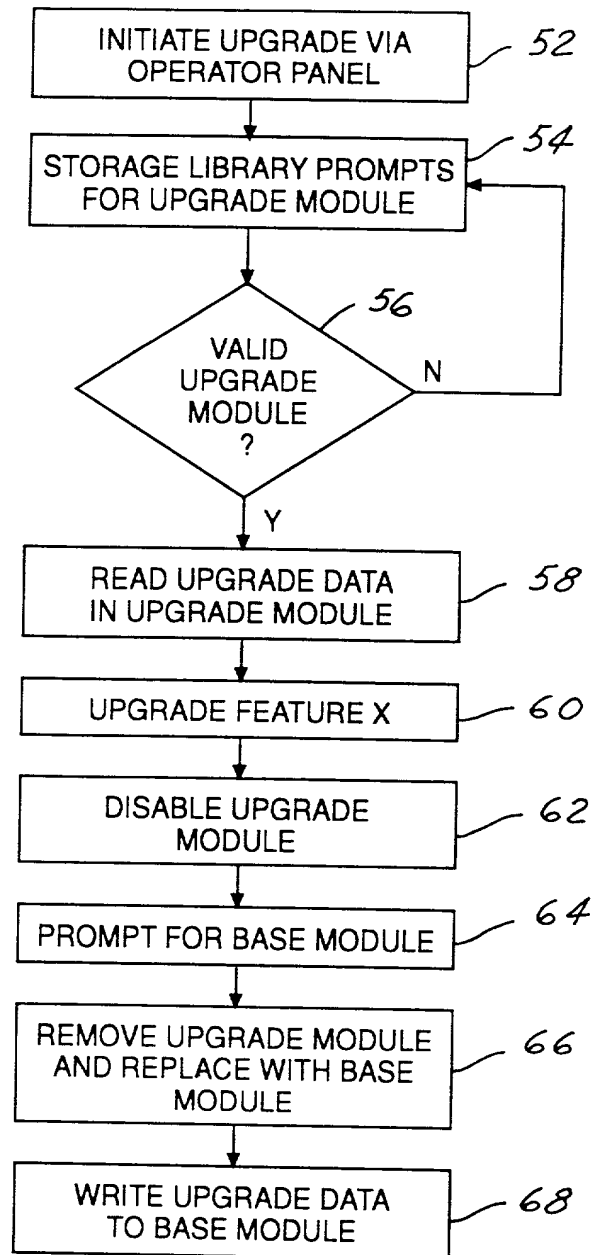 INITIATE UPGRADE VIA
OPERATOR PANEL
52
54
STORAGE LIBRARY PROMPTS
FOR UPGRADE MODULE
56
VALID
UPGRADE
MODULE
?
N
Y
READ UPGRADE DATA
IN UPGRADE MODULE
58
UPGRADE FEATURE X
60
DISABLE UPGRADE
MODULE
62
PROMPT FOR BASE MODULE
64
REMOVE UPGRADE MODULE
AND REPLACE WITH BASE
MODULE
66
WRITE UPGRADE DATA
TO BASE MODULE
68